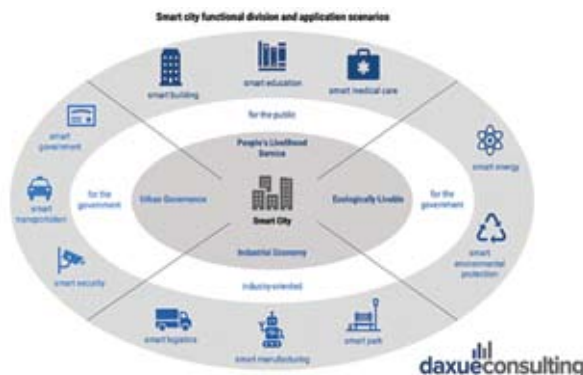 Smart city functional division and application scenarios
smart building
smart education
smart medical care
for the public
smart
government
People's Livelihood
Service
smart energy
for the
government
Urban Governance
Ecologically Livable
for the
government
smart
transportation
Smart City
smart
environmental
protection
Industrial Economy
smart security
industry-oriented
smart logistics
smart manufacturing
smart park
daxueconsulting